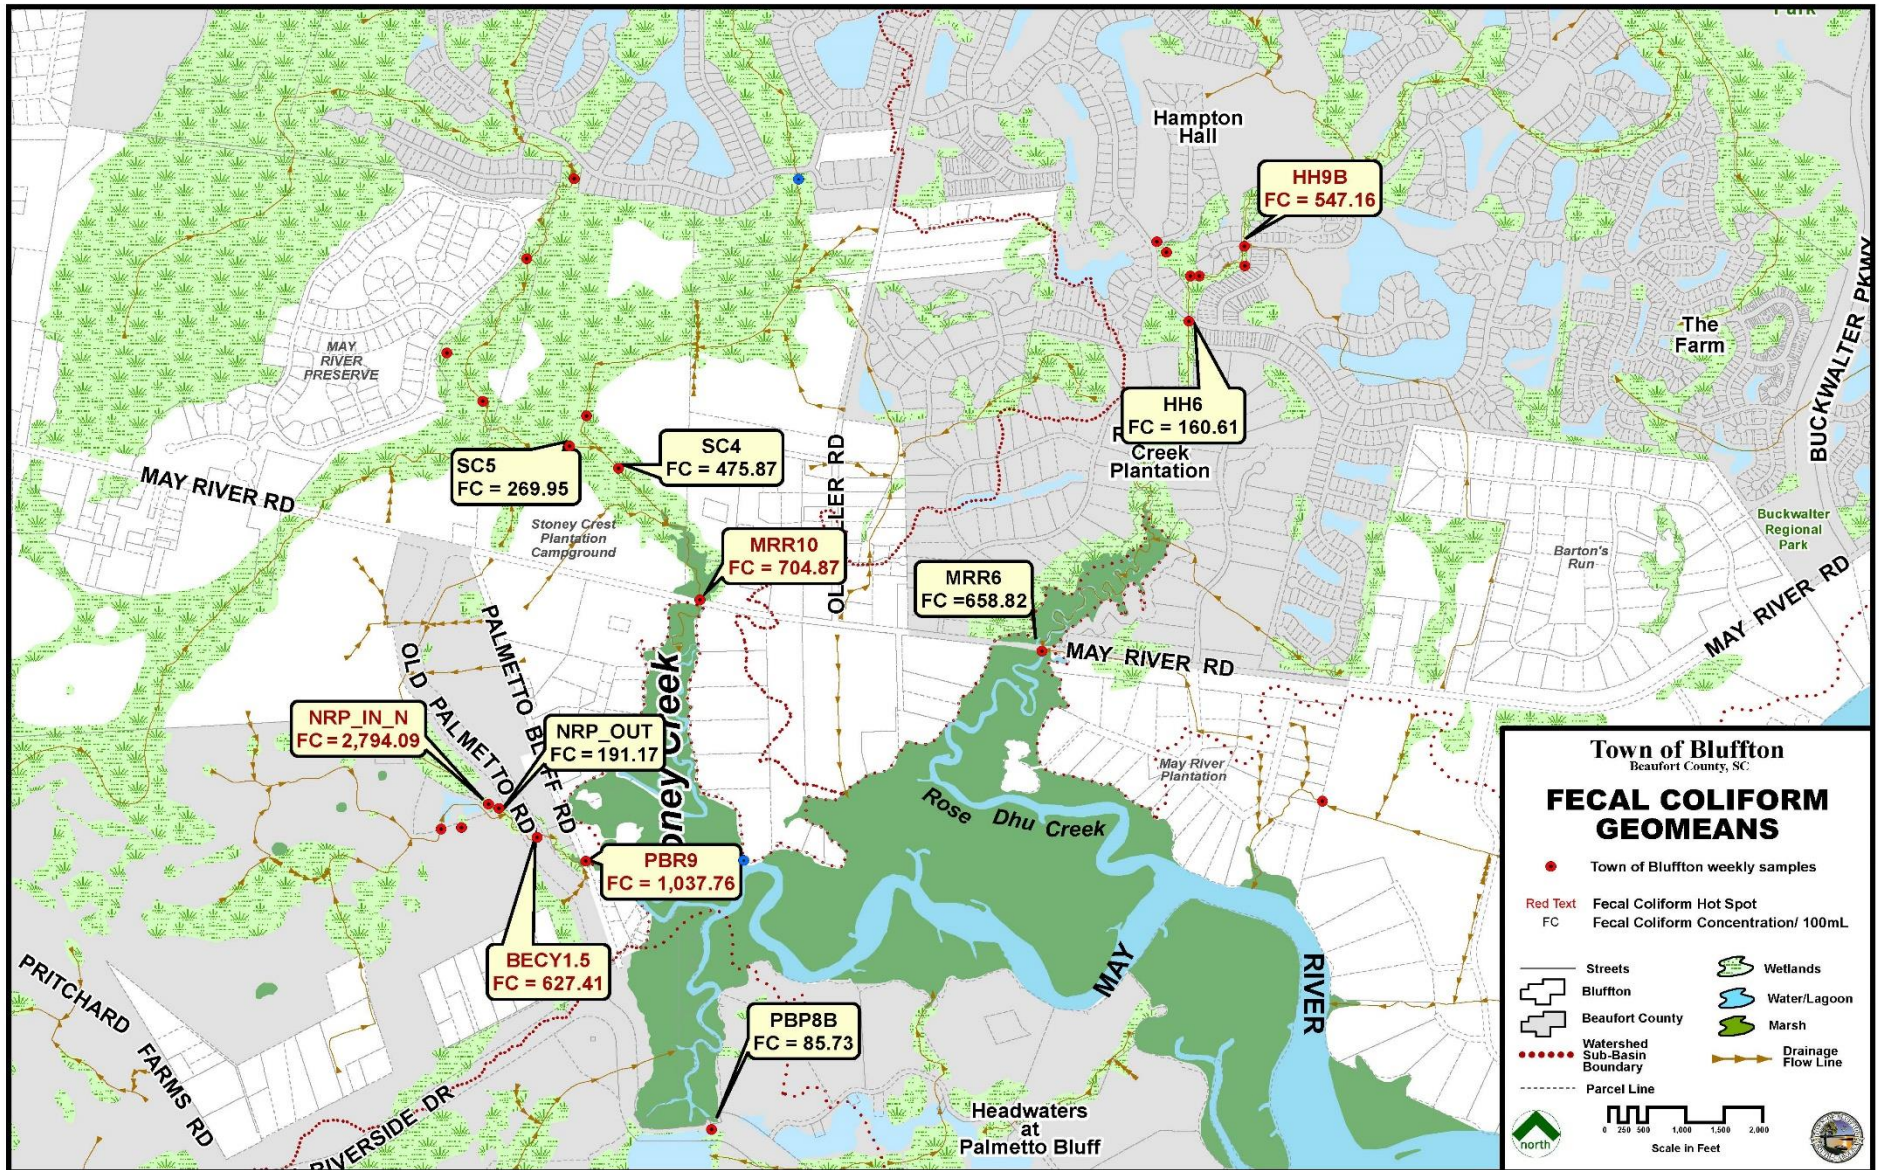 Park
Hampton
Hall
HH9B
FC = 547.16
BUCKWALTER PKWY
The
Farm
MAY
RIVER
PRESERVE
HH6
FC = 160.61
Creek
Plantation
SC4
FC = 475.87
SC5
FC = 269.95
MAY RIVER RD
Stoney Crest
Plantation
Campground
MRR10
FC = 704.87
MRR6
FC =658.82
Buckwalter
Regional
Park
Barton's
Run
MAY RIVER RD
MAY RIVER RD
OLD PALMETTO RD
NRP_IN_N
FC = 2,794.09
NRP_OUT
FC = 191.17
May River
Plantation
Rose Dhu Creek
PBR9
FC = 1,037.76
BECY1.5
FC = 627.41
MAY
RIVER
PBP8B
FC = 85.73
PRITCHARD FARMS RD
RIVERSIDE DR
Headwaters
at
Palmetto Bluff
Town of Bluffton
Beaufort County, SC
FECAL COLIFORM
GEOMEANS
Town of Bluffton weekly samples
Red Text Fecal Coliform Hot Spot
FC Fecal Coliform Concentration/ 100mL
Streets
Bluffton
Beaufort County
Watershed
Sub-Basin
Boundary
Parcel Line
Wetlands
Water/Lagoon
Marsh
Drainage
Flow Line
north
0 250 500 1,000 1,500 2,000
Scale in Feet